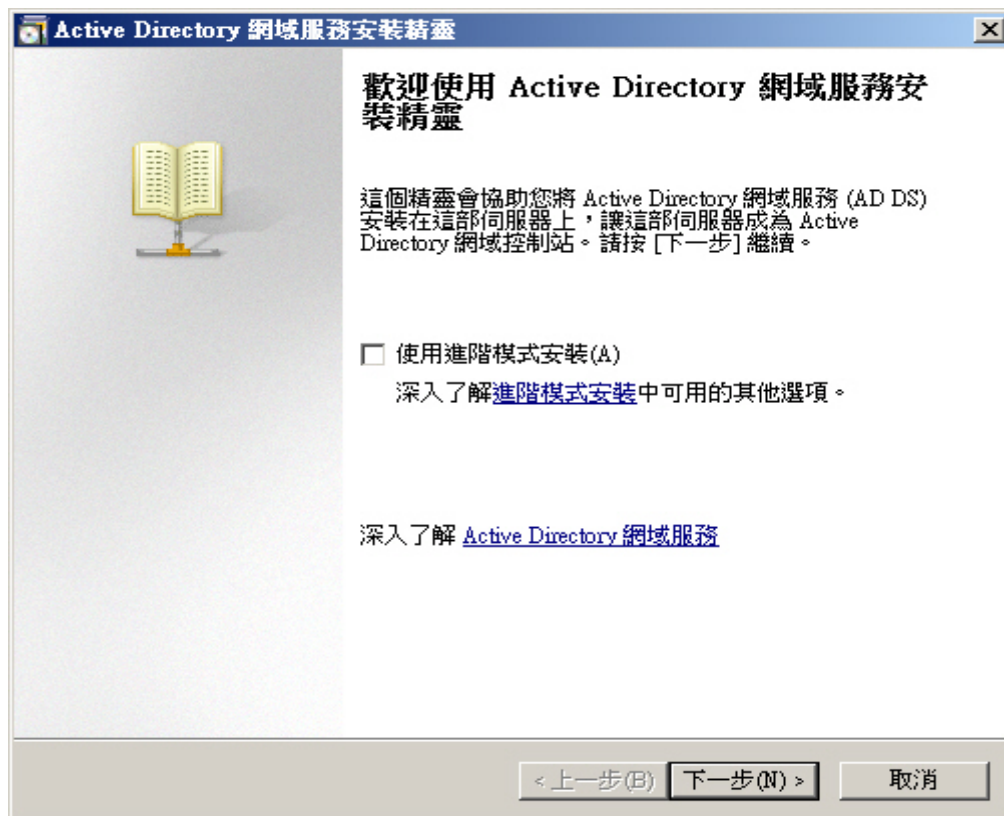 Active Directory 網域服務安裝精靈
歡迎使用 Active Directory 網域服務安
裝精靈
這個精靈會協助您將 Active Directory 網域服務 (AD DS)
安裝在這部伺服器上，讓這部伺服器成為 Active
Directory 網域控制站。請按 [下一步] 繼續。
使用進階模式安裝(A)
深入了解進階模式安裝中可用的其他選項。
深入了解 Active Directory 網域服務
< 上一步(B) 下一步(N) > 取消